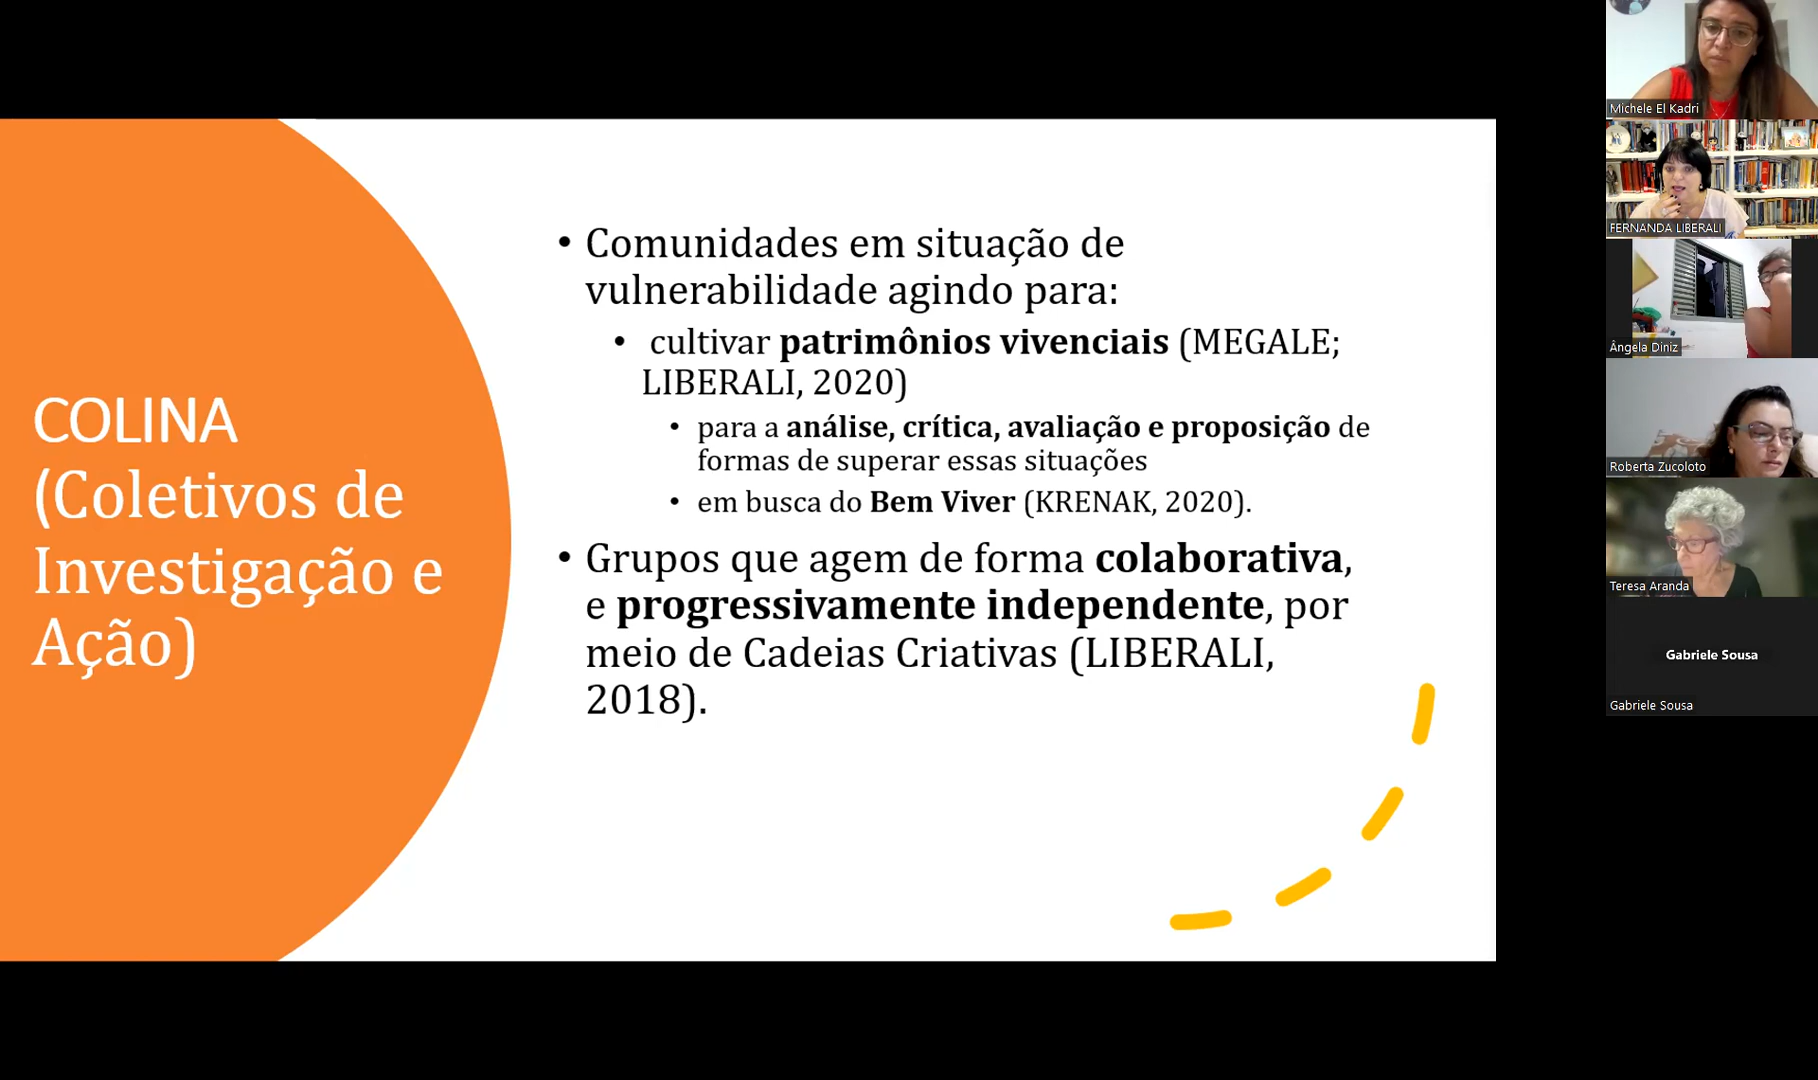 COLINA
(Coletivos de
Investigação e
Ação)
• Comunidades em situação de
vulnerabilidade agindo para:
• cultivar patrimônios vivenciais (MEGALE;
LIBERALI, 2020)
• para a análise, crítica, avaliação e proposição de
formas de superar essas situações
• em busca do Bem Viver (KRENAK, 2020).
• Grupos que agem de forma colaborativa,
e progressivamente independente, por
meio de Cadeias Criativas (LIBERALI,
2018).
Michele El Kadri
FERNANDA LIBERALI
Ângela Diniz
Roberta Zucoloto
Teresa Aranda
Gabriele Sousa
Gabriele Sousa